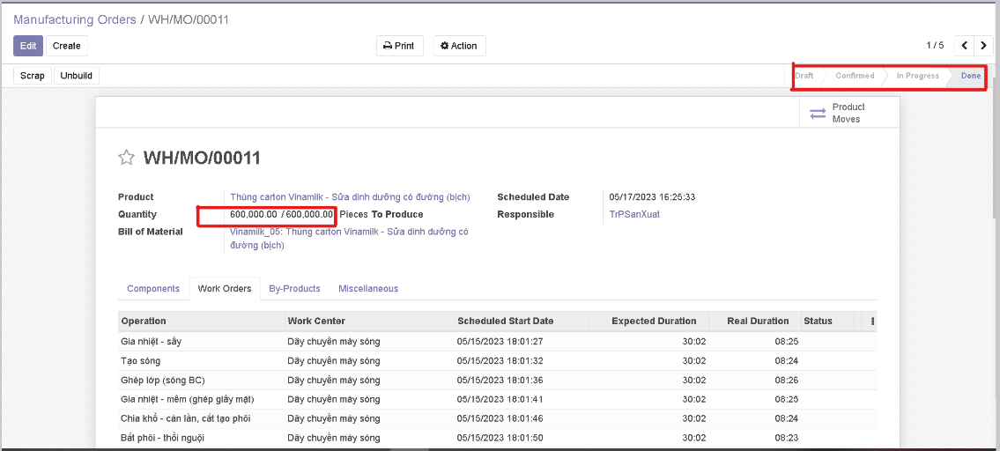 Manufacturing Orders / WH/MO/00011
Edit Create Print Action 1 / 5
Scrap Unbuild Draft Confirmed In Progress Done
Product Moves
WH/MO/00011
Product Thùng carton Vinamilk - Sữa dinh dưỡng có đường (bịch) Scheduled Date 05/17/2023 16:25:33
Quantity 600,000.00 / 600,000.00 Pieces To Produce Responsible TrPSanXuat
Bill of Material Vinamilk_05: Thùng carton Vinamilk - Sữa dinh dưỡng có
đường (bịch)
Components Work Orders By-Products Miscellaneous
Operation Work Center Scheduled Start Date Expected Duration Real Duration Status
Gia nhiệt - sấy Dây chuyền máy sóng 05/15/2023 18:01:27 30:02 08:25
Tạo sóng Dây chuyền máy sóng 05/15/2023 18:01:32 30:02 08:24
Ghép lớp (sóng BC) Dây chuyền máy sóng 05/15/2023 18:01:36 30:02 08:26
Gia nhiệt - mềm (ghép giấy mặt) Dây chuyền máy sóng 05/15/2023 18:01:41 30:02 08:25
Chia khổ - cán lằn, cắt tạo phôi Dây chuyền máy sóng 05/15/2023 18:01:46 30:02 08:24
Bắt phôi - thổi nguội Dây chuyền máy sóng 05/15/2023 18:01:50 30:02 08:23